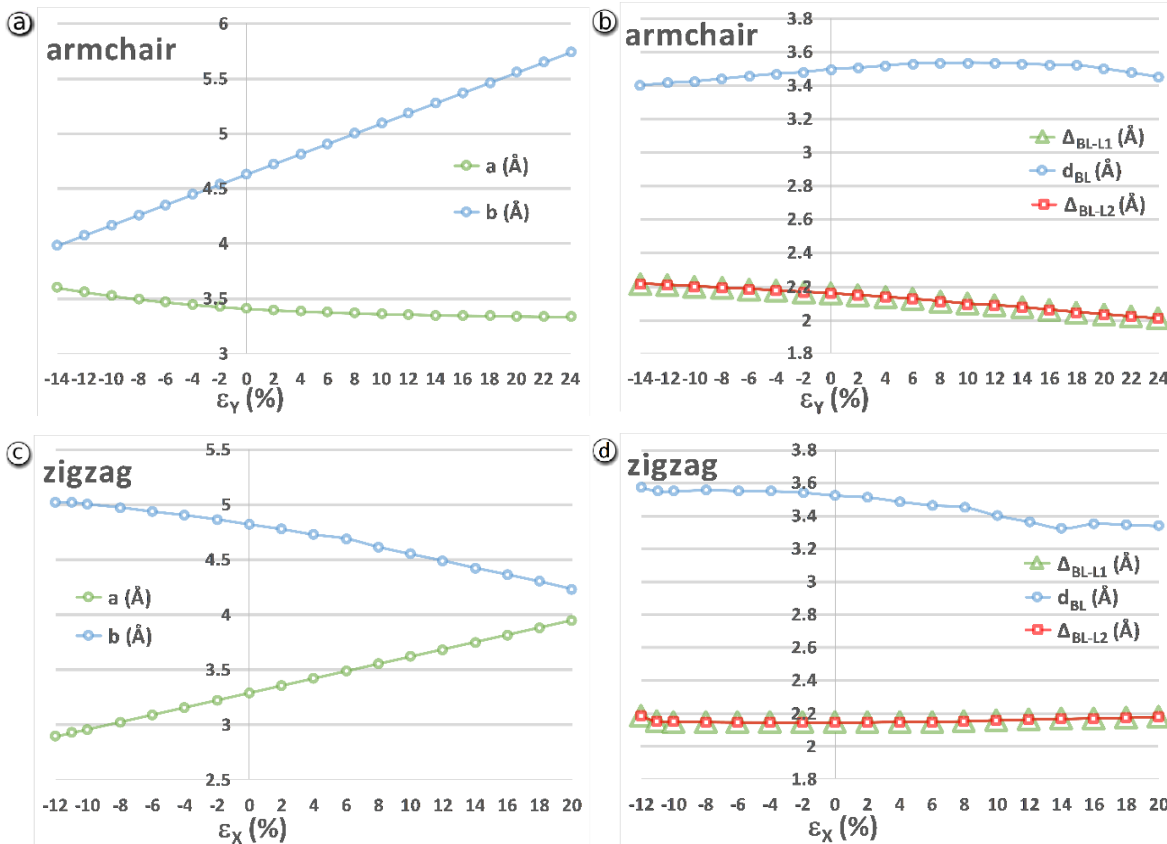 ⓐ
armchair
6
5.5
5
4.5
4
3.5
3
a (Å)
b (Å)
-14 -12 -10 -8 -6 -4 -2 0 2 4 6 8 10 12 14 16 18 20 22 24
εY (%)
ⓑ
armchair
3.8
3.6
3.4
3.2
3
2.8
2.6
2.4
2.2
2
1.8
ΔBL-L1 (Å)
dBL (Å)
ΔBL-L2 (Å)
-14 -12 -10 -8 -6 -4 -2 0 2 4 6 8 10 12 14 16 18 20 22 24
εY (%)
ⓒ
zigzag
5.5
5
4.5
4
3.5
3
2.5
a (Å)
b (Å)
-12 -10 -8 -6 -4 -2 0 2 4 6 8 10 12 14 16 18 20
εX (%)
ⓓ
zigzag
3.8
3.6
3.4
3.2
3
2.8
2.6
2.4
2.2
2
1.8
ΔBL-L1 (Å)
dBL (Å)
ΔBL-L2 (Å)
-12 -10 -8 -6 -4 -2 0 2 4 6 8 10 12 14 16 18 20
εX (%)